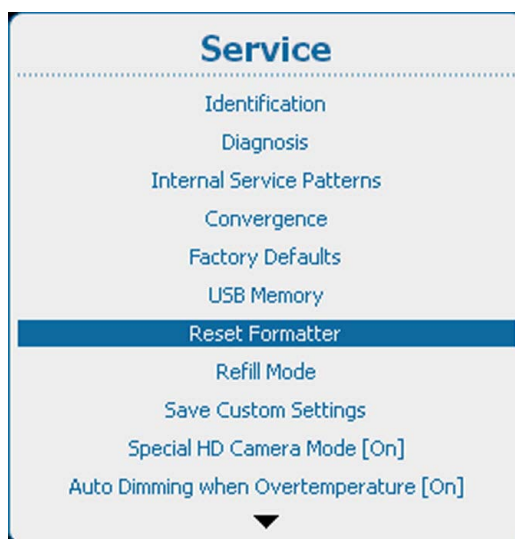 Service
Identification
Diagnosis
Internal Service Patterns
Convergence
Factory Defaults
USB Memory
Reset Formatter
Refill Mode
Save Custom Settings
Special HD Camera Mode [On]
Auto Dimming when Overtemperature [On]